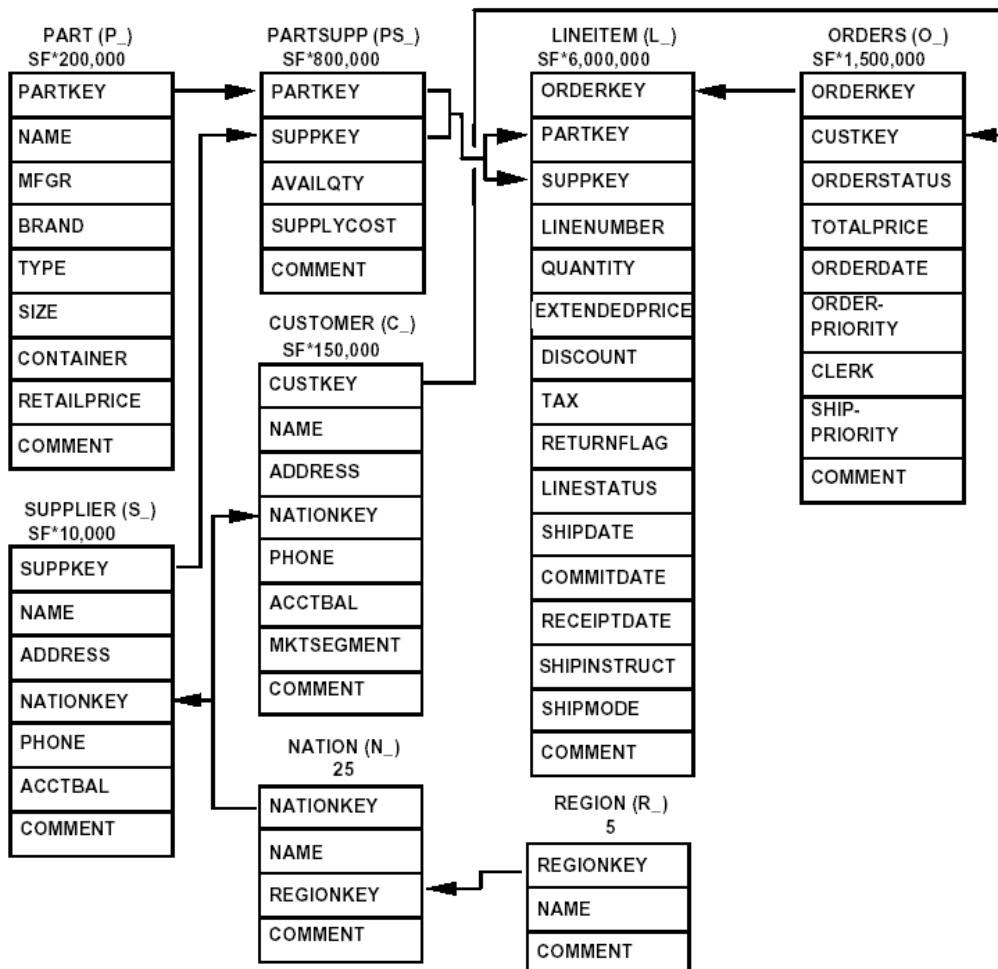 PART (P_)
SF*200,000
PARTKEY
NAME
MFGR
BRAND
TYPE
SIZE
CONTAINER
RETAILPRICE
COMMENT
SUPPLIER (S_)
SF*10,000
SUPPKEY
NAME
ADDRESS
NATIONKEY
PHONE
ACCTBAL
COMMENT
PARTSUPP (PS_)
SF*800,000
PARTKEY
SUPPKEY
AVAILQTY
SUPPLYCOST
COMMENT
CUSTOMER (C_)
SF*150,000
CUSTKEY
NAME
ADDRESS
NATIONKEY
PHONE
ACCTBAL
MKTSEGMENT
COMMENT
NATION (N_)
25
NATIONKEY
NAME
REGIONKEY
COMMENT
LINEITEM (L_)
SF*6,000,000
ORDERKEY
PARTKEY
SUPPKEY
LINENUMBER
QUANTITY
EXTENDEDPRICE
DISCOUNT
TAX
RETURNFLAG
LINESTATUS
SHIPDATE
COMMITDATE
RECEIPTDATE
SHIPINSTRUCT
SHIPMODE
COMMENT
REGION (R_)
5
REGIONKEY
NAME
COMMENT
ORDERS (O_)
SF*1,500,000
ORDERKEY
CUSTKEY
ORDERSTATUS
TOTALPRICE
ORDERDATE
ORDER-
PRIORITY
CLERK
SHIP-
PRIORITY
COMMENT